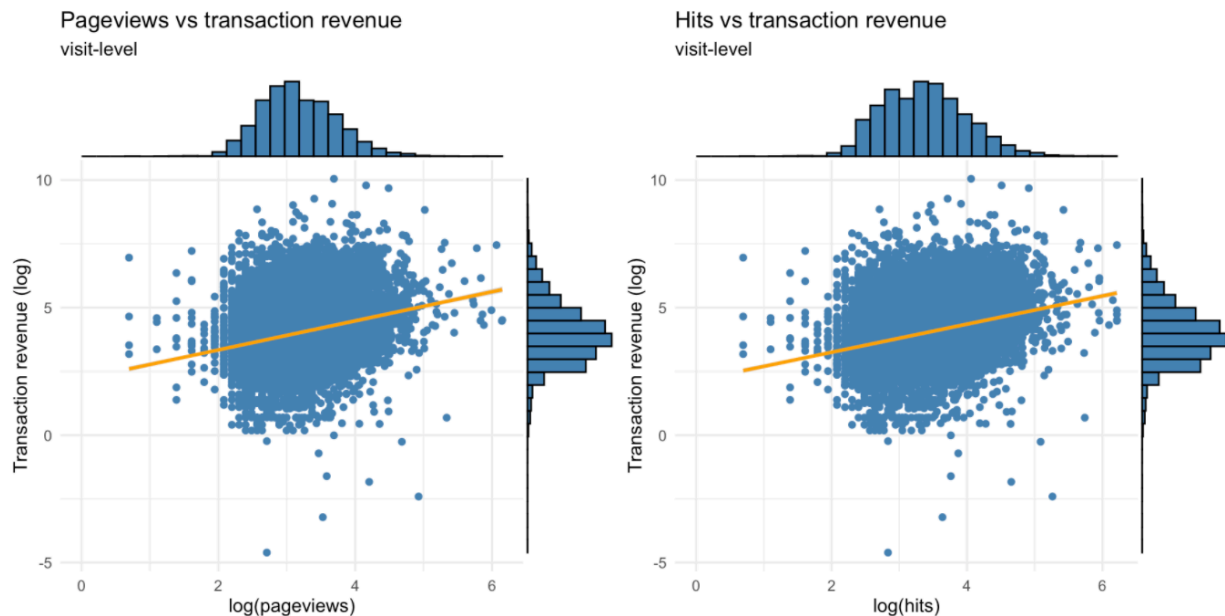 Pageviews vs transaction revenue
visit-level
10
5
0
-5
Transaction revenue (log)
0
2
4
6
log(pageviews)
Hits vs transaction revenue
visit-level
10
5
0
-5
Transaction revenue (log)
0
2
4
6
log(hits)